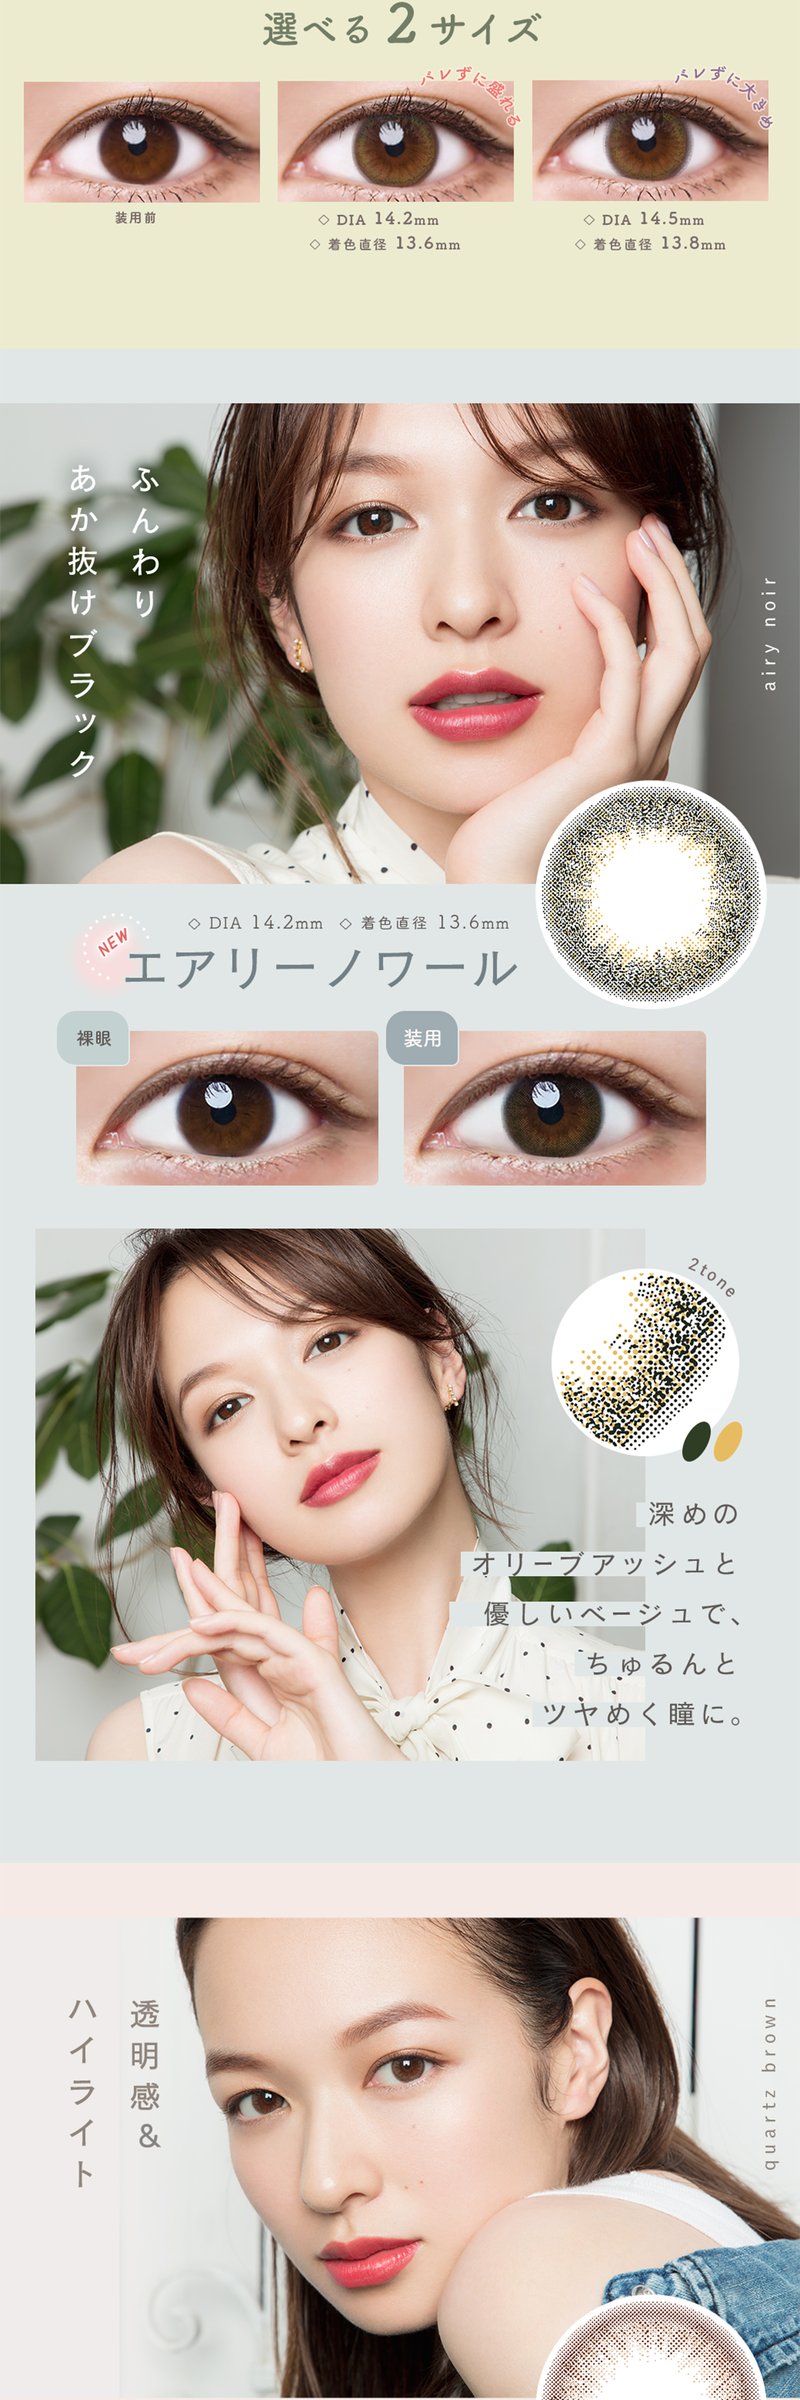 選べる2サイズ
バレずに盛れる
バレずに大きめ
装用前
◇ DIA 14.2mm
◇ 着色直径 13.6mm
◇ DIA 14.5mm
◇ 着色直径 13.8mm
ふんわり
あか抜けブラック
airy noir
◇ DIA 14.2mm ◇ 着色直径 13.6mm
NEW
エアリーノワール
裸眼
装用
2tone
深めの
オリーブアッシュと
優しいベージュで、
ちゅるんと
ツヤめく瞳に。
透明感&
ハイライト
quartz brown